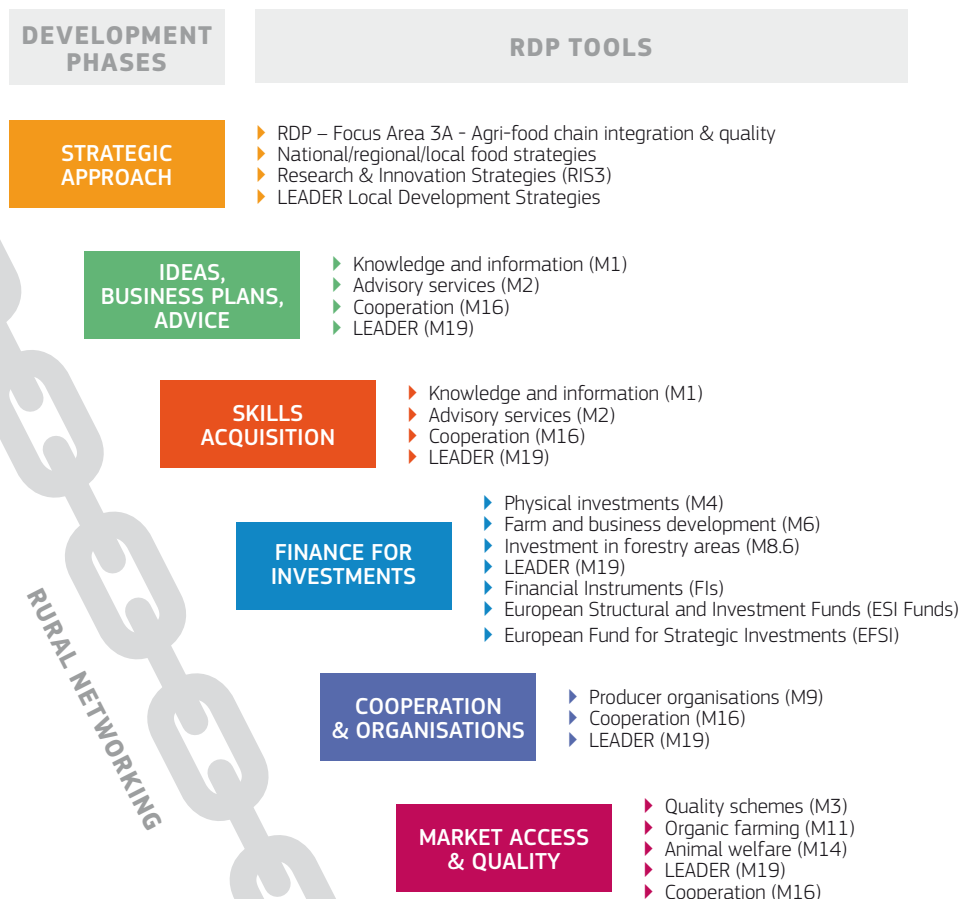 DEVELOPMENT
PHASES
RDP TOOLS
STRATEGIC
APPROACH
RDP – Focus Area 3A - Agri-food chain integration & quality
National/regional/local food strategies
Research & Innovation Strategies (RIS3)
LEADER Local Development Strategies
IDEAS,
BUSINESS PLANS,
ADVICE
Knowledge and information (M1)
Advisory services (M2)
Cooperation (M16)
LEADER (M19)
SKILLS
ACQUISITION
Knowledge and information (M1)
Advisory services (M2)
Cooperation (M16)
LEADER (M19)
FINANCE FOR
INVESTMENTS
Physical investments (M4)
Farm and business development (M6)
Investment in forestry areas (M8.6)
LEADER (M19)
Financial Instruments (FIs)
European Structural and Investment Funds (ESI Funds)
European Fund for Strategic Investments (EFSI)
RURAL NETWORKING
COOPERATION
& ORGANISATIONS
Producer organisations (M9)
Cooperation (M16)
LEADER (M19)
MARKET ACCESS
& QUALITY
Quality schemes (M3)
Organic farming (M11)
Animal welfare (M14)
LEADER (M19)
Cooperation (M16)